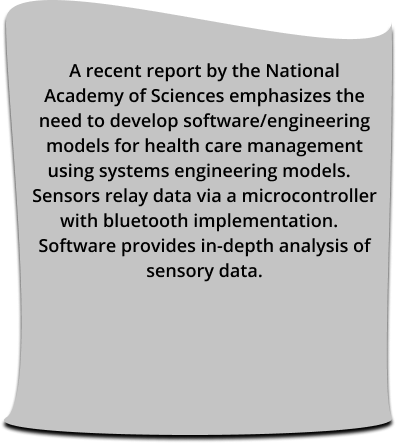 A recent report by the National
Academy of Sciences emphasizes the
need to develop software/engineering
models for health care management
using systems engineering models.
Sensors relay data via a microcontroller
with bluetooth implementation.
Software provides in-depth analysis of
sensory data.